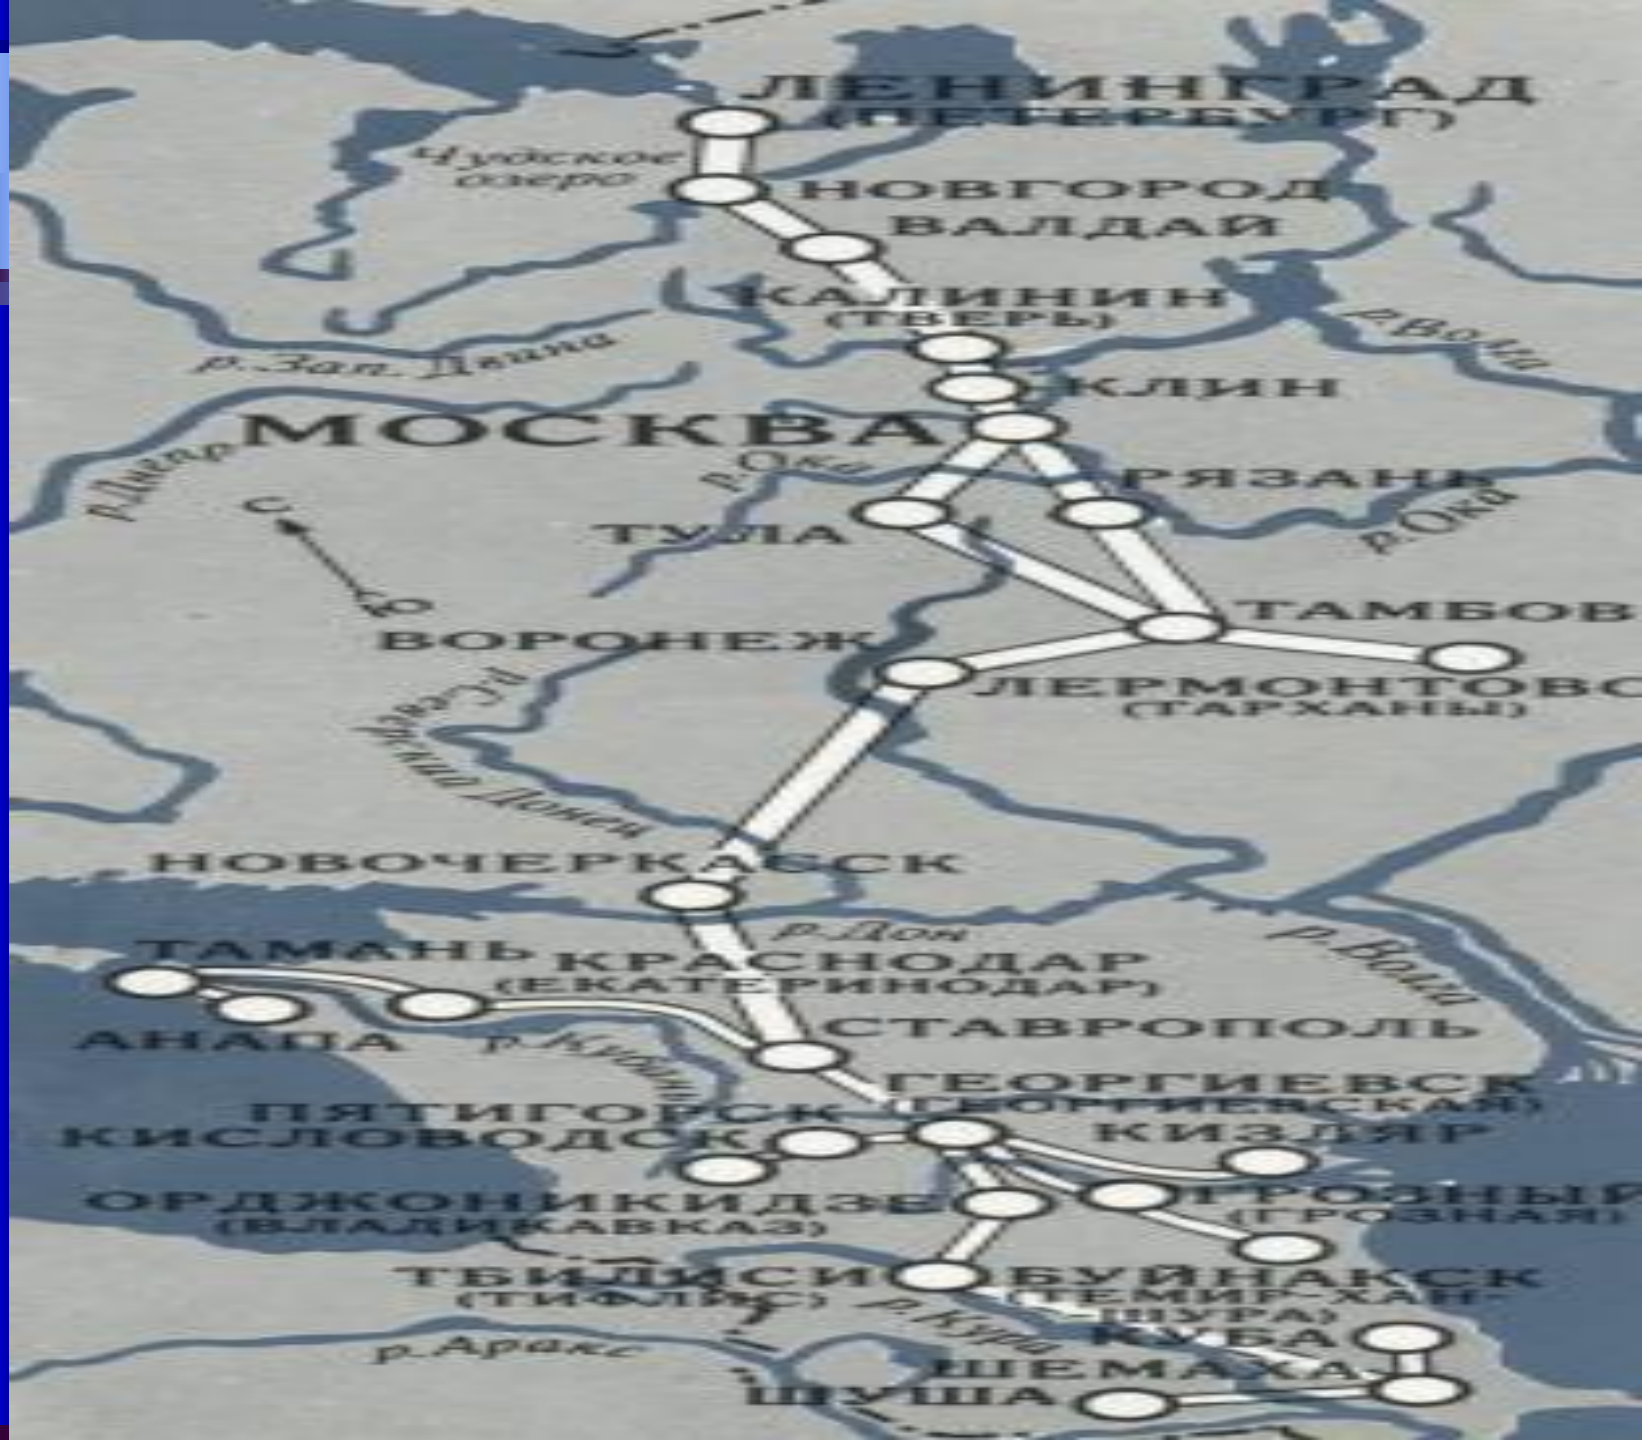 ЛЕНИНГРАД
(ПЕТЕРБУРГ)
Чудское
озеро
НОВГОРОД
ВАЛДАЙ
КАЛИНИН
(ТВЕРЬ)
р.Волга
р.Зап. Двина
КЛИН
МОСКВА
р.Днепр
р.Ока
РЯЗАНЬ
р.Ока
С
ТУЛА
Ю
ТАМБОВ
ВОРОНЕЖ
ЛЕРМОНТОВО
(ТАРХАНЫ)
р.Северский Донец
НОВОЧЕРКАССК
р.Дон
р.Волга
ТАМАНЬ
КРАСНОДАР
(ЕКАТЕРИНОДАР)
СТАВРОПОЛЬ
АНАПА
р.Кубань
ГЕОРГИЕВСК
(ГЕОРГИЕВСКАЯ)
ПЯТИГОРСК
КИСЛОВОДСК
КИЗЛЯР
ОРДЖОНИКИДЗЕ
(ВЛАДИКАВКАЗ)
ГРОЗНЫЙ
(ГРОЗНАЯ)
ТБИЛИСИ
(ТИФЛИС)
БУЙНАКСК
(ТЕМИР-ХАН-
ШУРА)
р.Кура
КУБА
р.Аракс
ШЕМАХА
ШУША